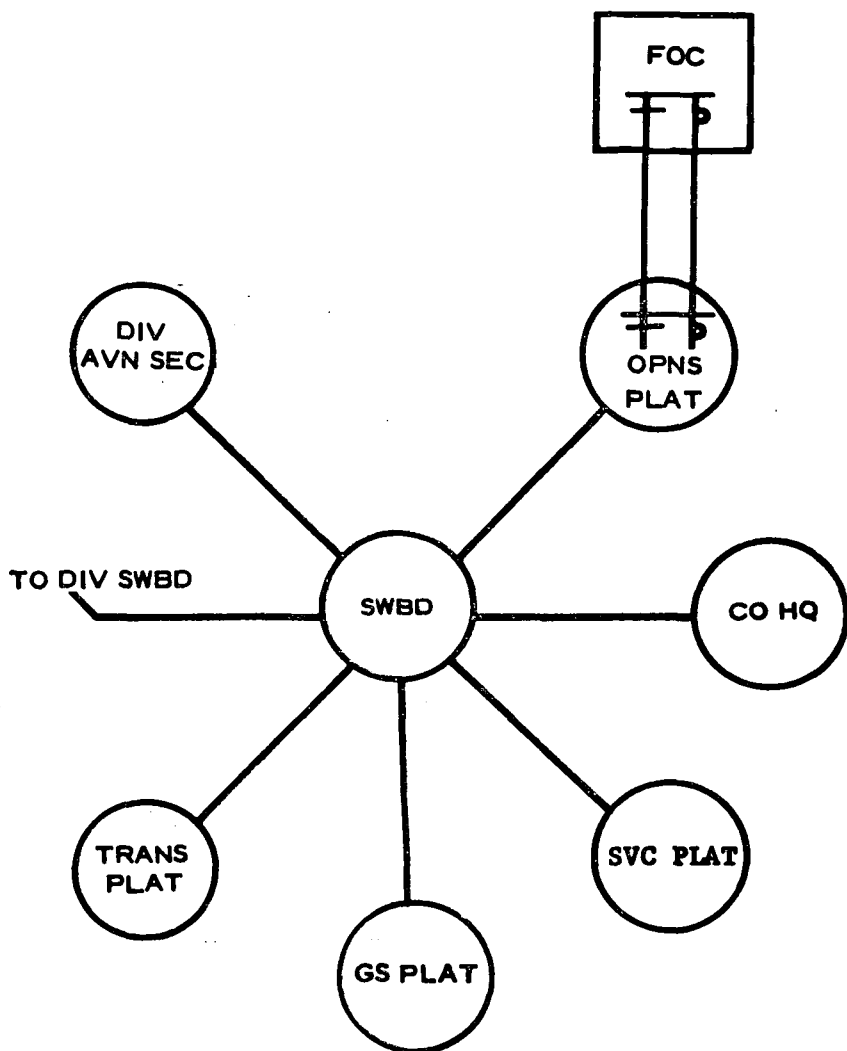 FOC
DIV
AVN SEC
OPNS
PLAT
TO DIV SWBD
SWBD
CO HQ
TRANS
PLAT
SVC PLAT
GS PLAT